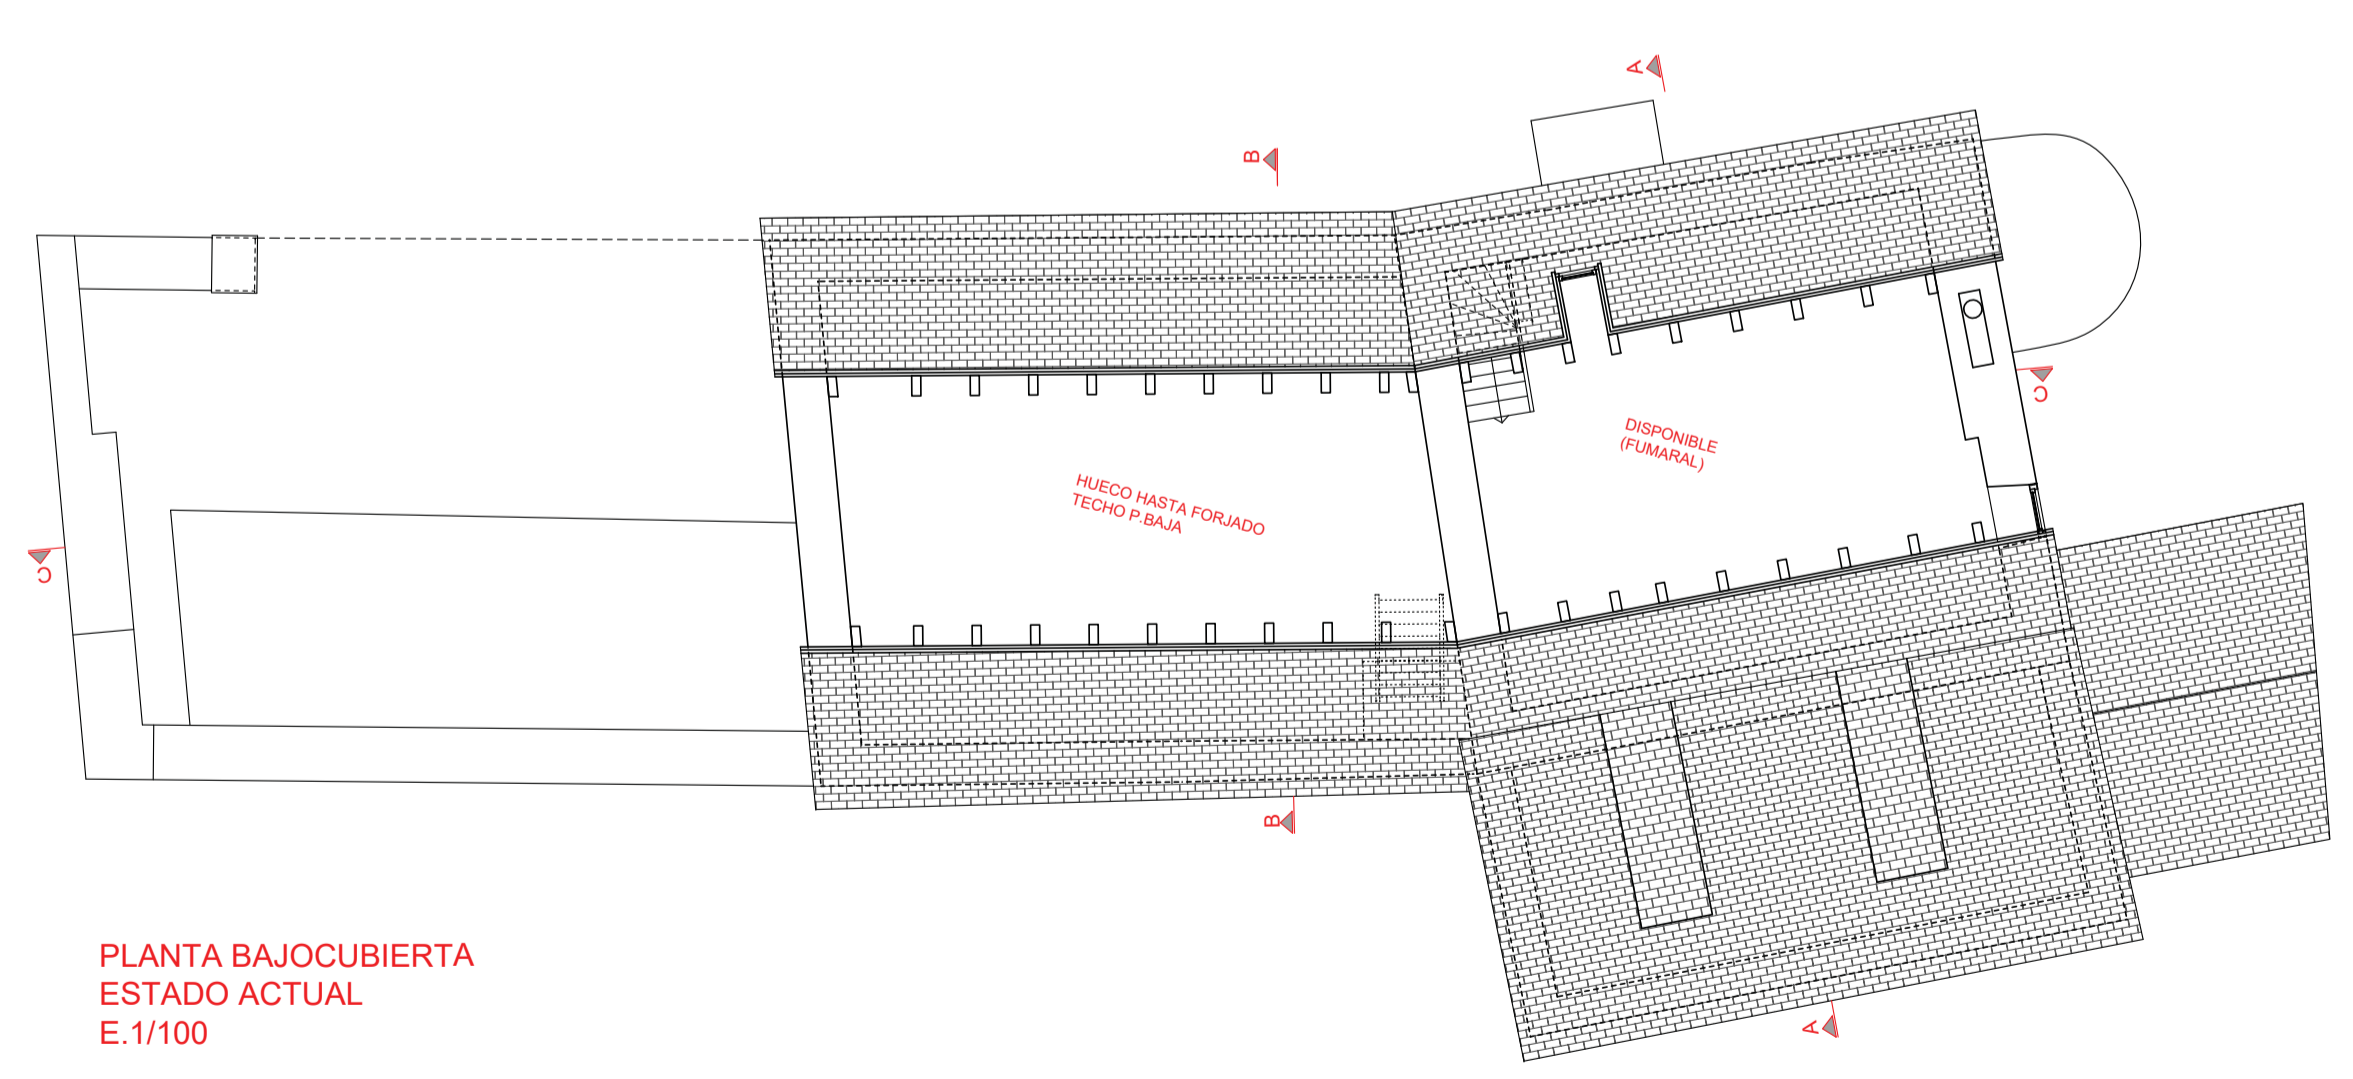 A
B
HUECO HASTA FORJADO
TECHO P.BAJA
DISPONIBLE
(FUMARAL)
C
C
B
A
PLANTA BAJOCUBIERTA
ESTADO ACTUAL
E.1/100